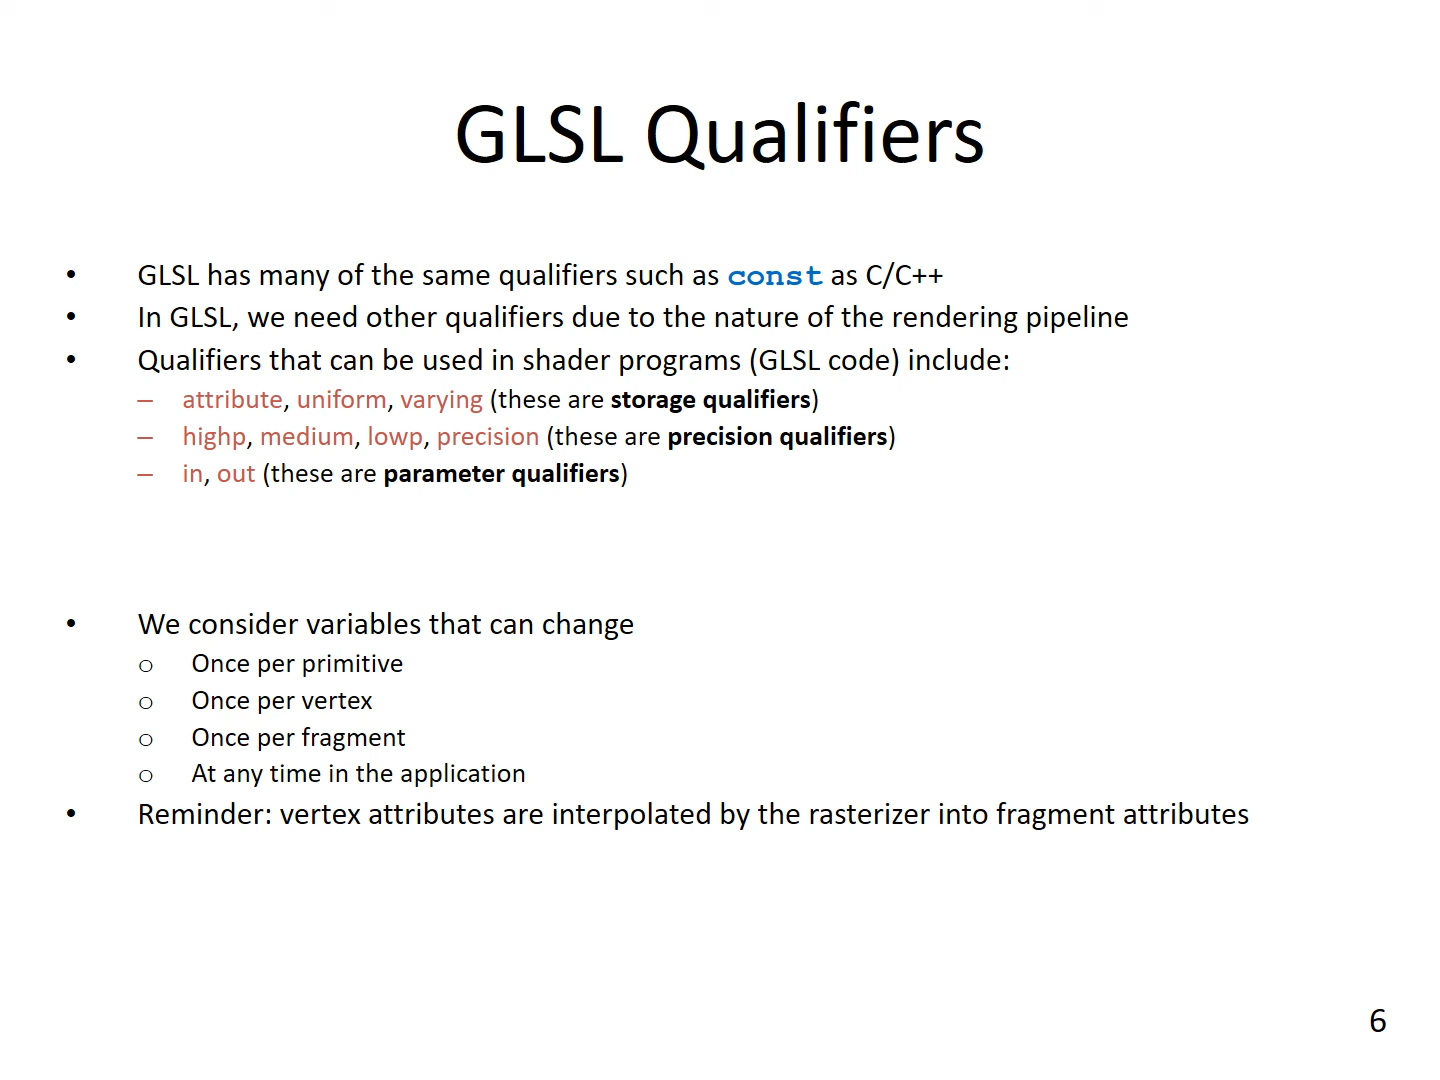 GLSL Qualifiers
• GLSL has many of the same qualifiers such as const as C/C++
• In GLSL, we need other qualifiers due to the nature of the rendering pipeline
• Qualifiers that can be used in shader programs (GLSL code) include:
– attribute, uniform, varying (these are storage qualifiers)
– highp, medium, lowp, precision (these are precision qualifiers)
– in, out (these are parameter qualifiers)
• We consider variables that can change
o Once per primitive
o Once per vertex
o Once per fragment
o At any time in the application
• Reminder: vertex attributes are interpolated by the rasterizer into fragment attributes
6